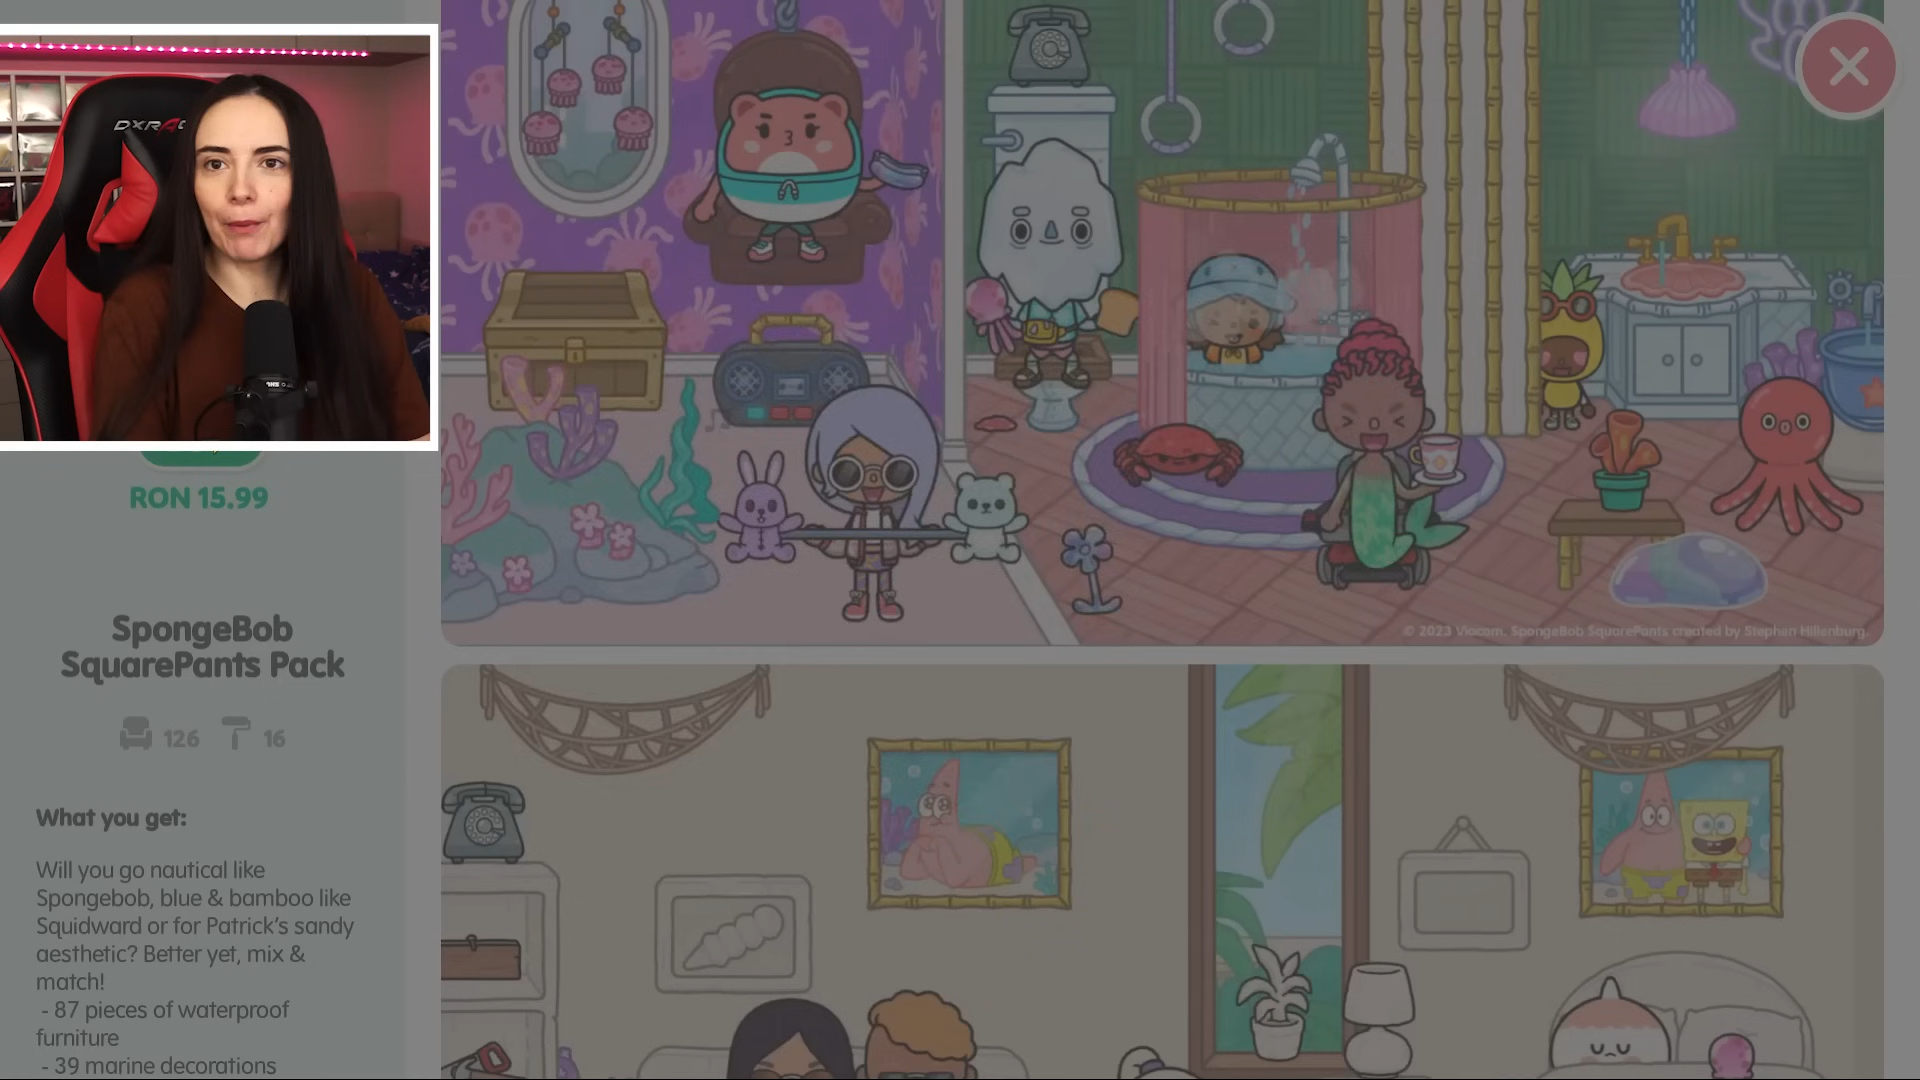 DXRA
RON 15.99
SpongeBob
SquarePants Pack
126 16
What you get:
Will you go nautical like
Spongebob, blue & bamboo like
Squidward or for Patrick's sandy
aesthetic? Better yet, mix &
match!
- 87 pieces of waterproof
furniture
- 39 marine decorations
© 2023 Viacom. SpongeBob SquarePants created by Stephen Hillenburg.